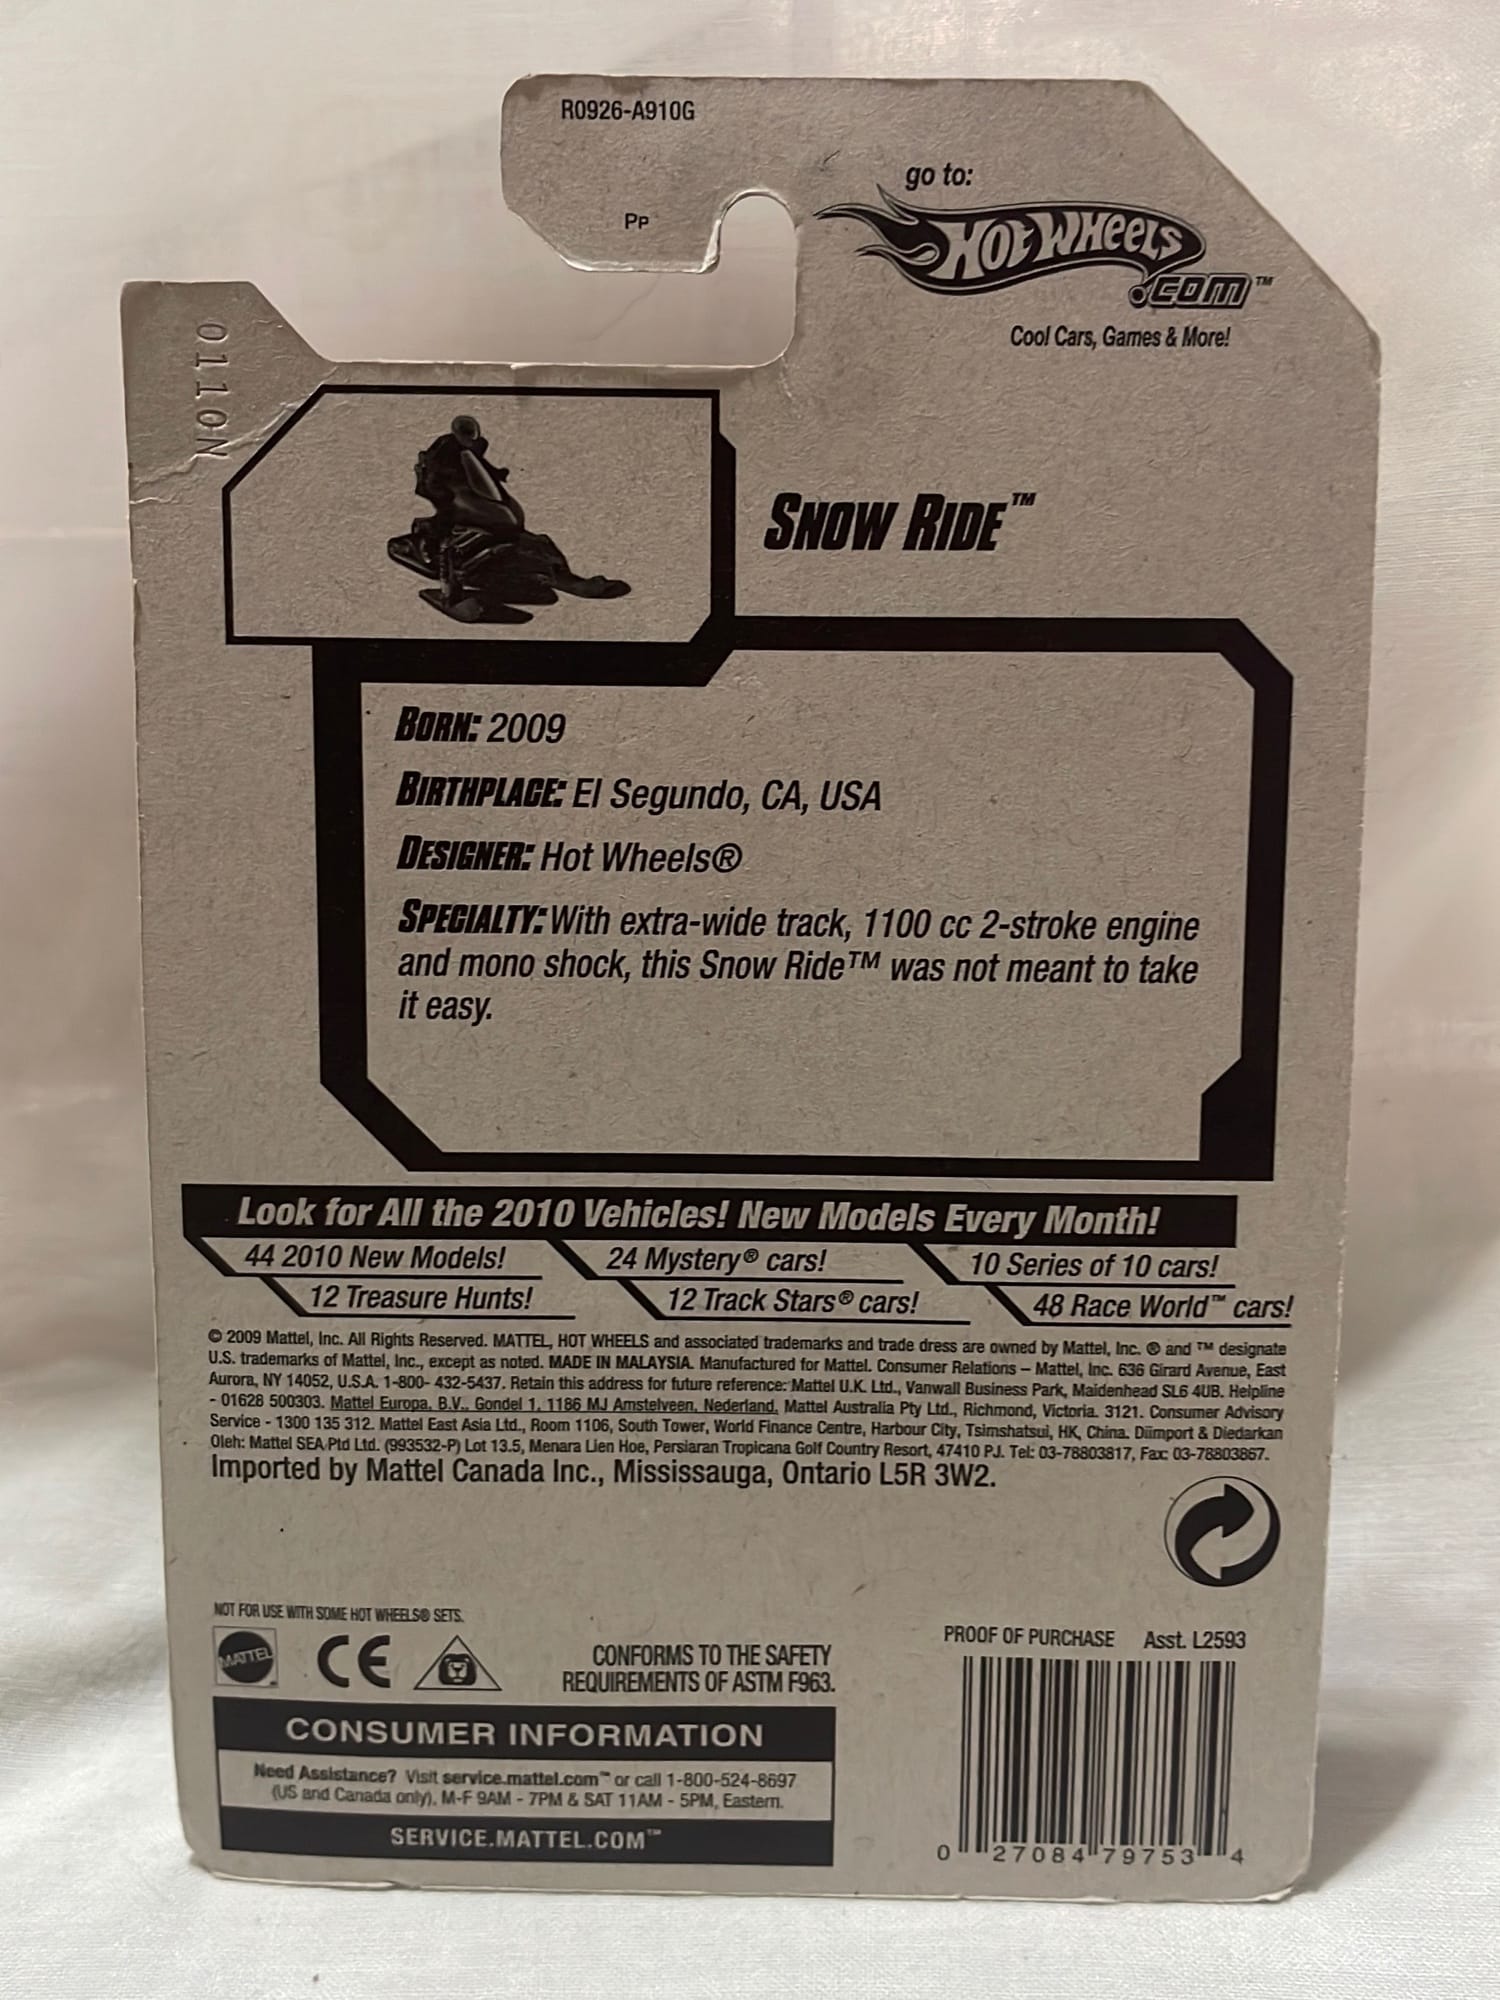 R0926-A910G
PP
go to:
HOT WHEELS
.COM™
Cool Cars, Games & More!
0110N
SNOW RIDE™
BORN: 2009
BIRTHPLACE: El Segundo, CA, USA
DESIGNER: Hot Wheels®
SPECIALTY: With extra-wide track, 1100 cc 2-stroke engine
and mono shock, this Snow Ride™ was not meant to take
it easy.
Look for All the 2010 Vehicles! New Models Every Month!
44 2010 New Models!
24 Mystery® cars!
10 Series of 10 cars!
12 Treasure Hunts!
12 Track Stars® cars!
48 Race World™ cars!
© 2009 Mattel, Inc. All Rights Reserved. MATTEL, HOT WHEELS and associated trademarks and trade dress are owned by Mattel, Inc. ® and ™ designate
U.S. trademarks of Mattel, Inc., except as noted. MADE IN MALAYSIA. Manufactured for Mattel. Consumer Relations – Mattel, Inc. 636 Girard Avenue, East
Aurora, NY 14052, U.S.A. 1-800- 432-5437. Retain this address for future reference: Mattel U.K. Ltd., Vanwall Business Park, Maidenhead SL6 4UB. Helpline
- 01628 500303. Mattel Europa, B.V., Gondel 1, 1186 MJ Amstelveen, Nederland. Mattel Australia Pty Ltd., Richmond, Victoria. 3121. Consumer Advisory
Service - 1300 135 312. Mattel East Asia Ltd., Room 1106, South Tower, World Finance Centre, Harbour City, Tsimshatsui, HK, China. Diimport & Diedarkan
Oleh: Mattel SEA Ptd Ltd. (993532-P) Lot 13.5, Menara Lien Hoe, Persiaran Tropicana Golf Country Resort, 47410 PJ. Tel: 03-78803817, Fax: 03-78803867.
Imported by Mattel Canada Inc., Mississauga, Ontario L5R 3W2.
NOT FOR USE WITH SOME HOT WHEELS® SETS.
MATTEL
CE
CONFORMS TO THE SAFETY
REQUIREMENTS OF ASTM F963.
CONSUMER INFORMATION
Need Assistance? Visit service.mattel.com™ or call 1-800-524-8697
(US and Canada only), M-F 9AM - 7PM & SAT 11AM - 5PM, Eastern.
SERVICE.MATTEL.COM™
PROOF OF PURCHASE Asst. L2593
0 27084 79753 4